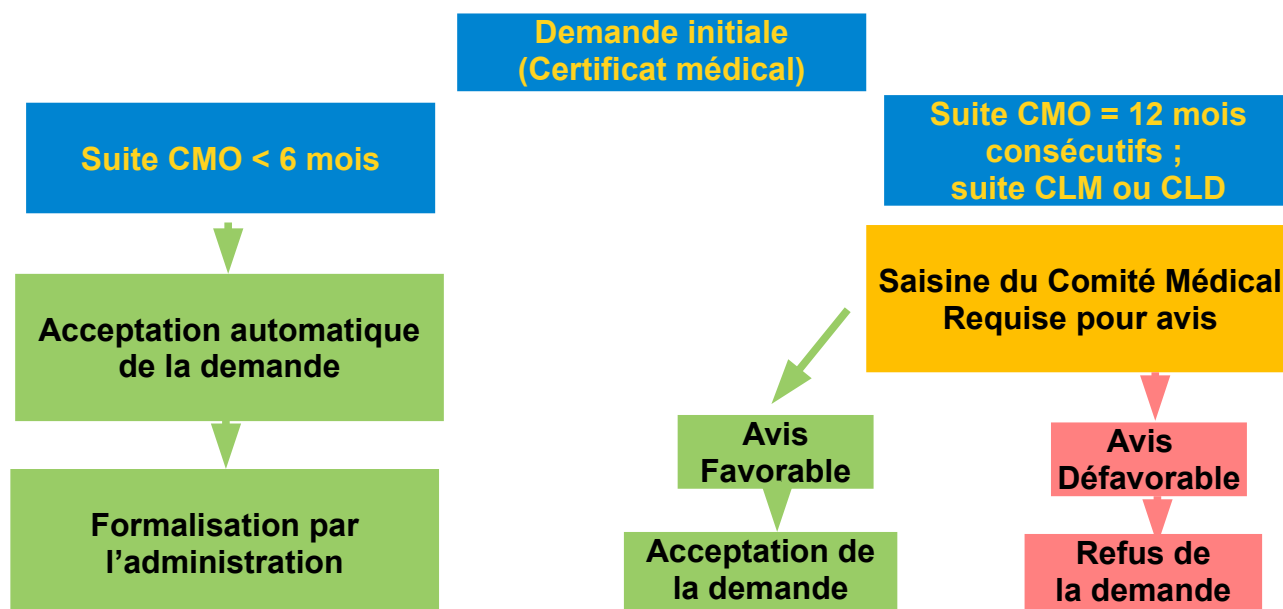 Demande initiale
(Certificat médical)
Suite CMO < 6 mois
Suite CMO = 12 mois
consécutifs ;
suite CLM ou CLD
Acceptation automatique
de la demande
Saisine du Comité Médical
Requise pour avis
Avis
Favorable
Avis
Défavorable
Formalisation par
l’administration
Acceptation de
la demande
Refus de
la demande